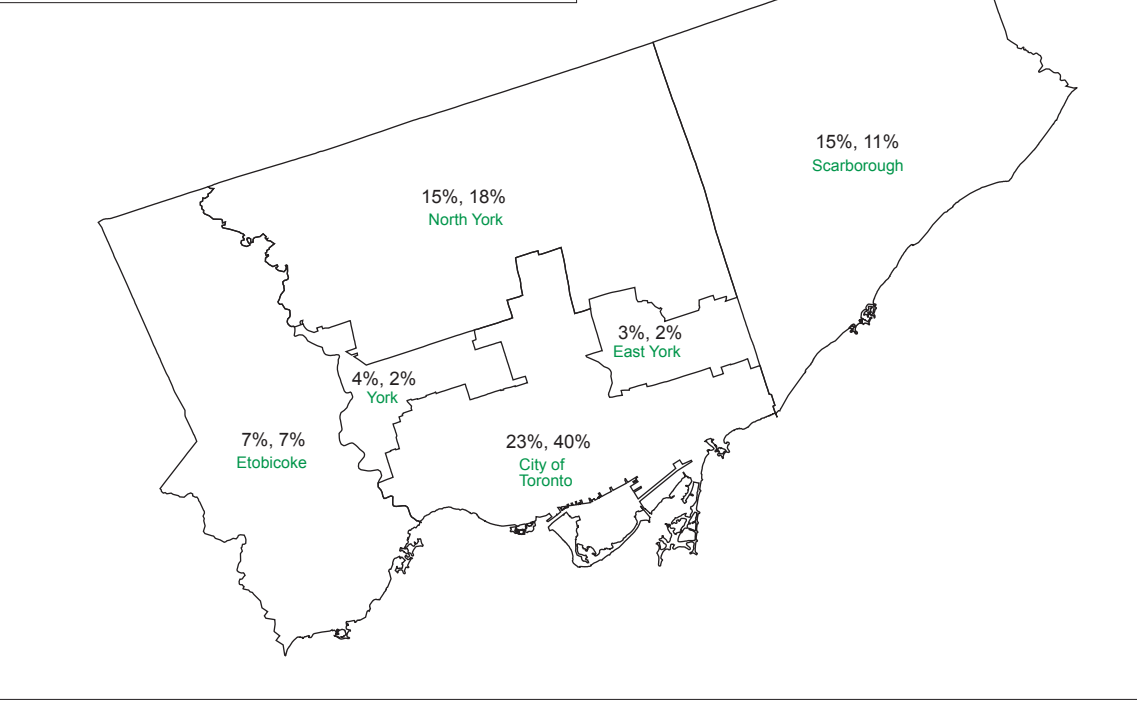 15%, 11%
Scarborough
15%, 18%
North York
3%, 2%
East York
4%, 2%
York
7%, 7%
Etobicoke
23%, 40%
City of
Toronto